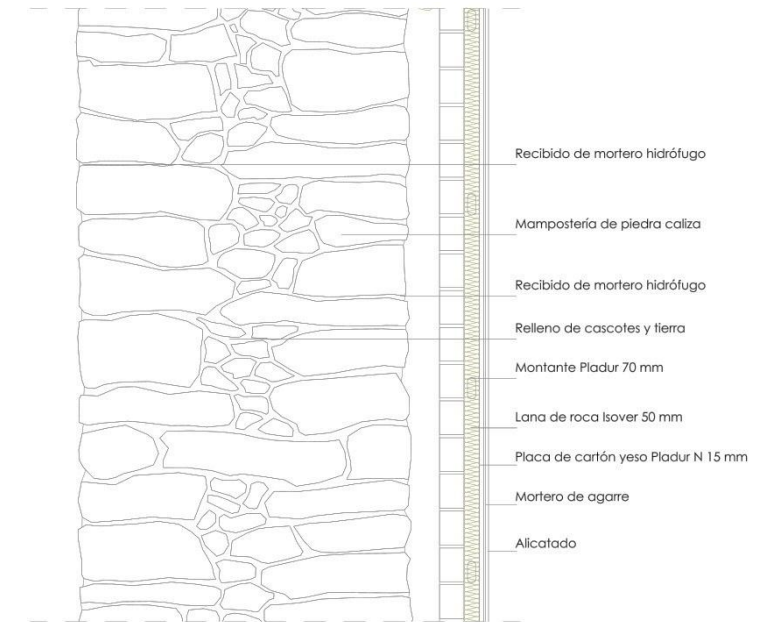 Recibido de mortero hidrófugo
Mampostería de piedra caliza
Recibido de mortero hidrófugo
Relleno de cascotes y tierra
Montante Pladur 70 mm
Lana de roca Isover 50 mm
Placa de cartón yeso Pladur N 15 mm
Mortero de agarre
Alicatado